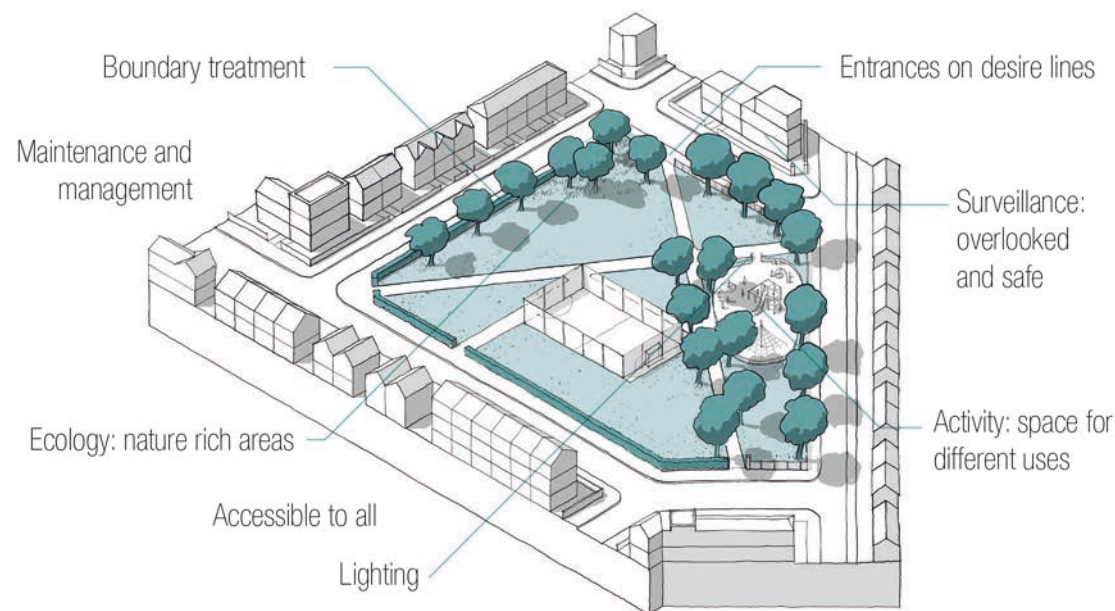 Boundary treatment
Entrances on desire lines
Maintenance and
management
Surveillance:
overlooked
and safe
Ecology: nature rich areas
Activity: space for
different uses
Accessible to all
Lighting